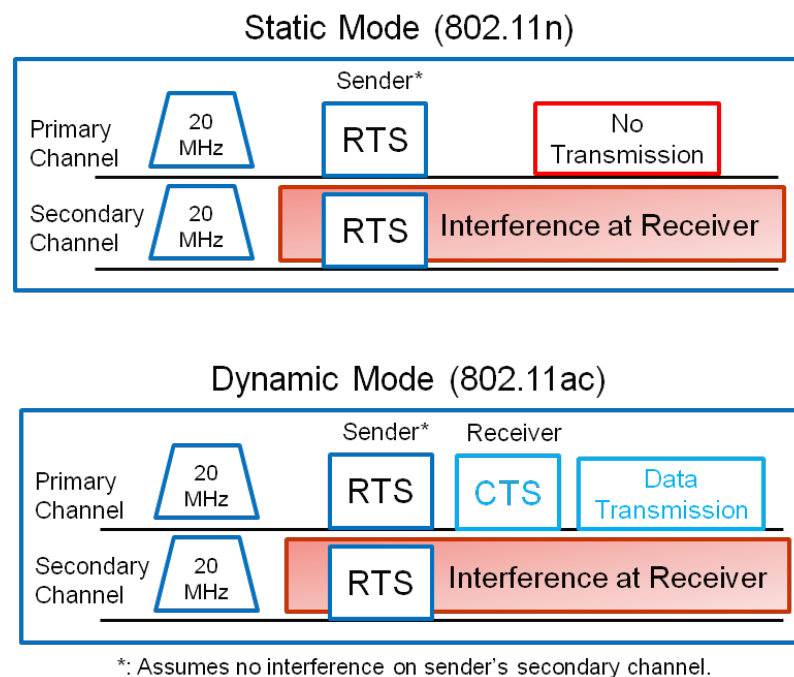 Static Mode (802.11n)
Sender*
Primary
Channel
20
MHz
RTS
No
Transmission
Secondary
Channel
20
MHz
RTS
Interference at Receiver
Dynamic Mode (802.11ac)
Sender*
Receiver
Primary
Channel
20
MHz
RTS
CTS
Data
Transmission
Secondary
Channel
20
MHz
RTS
Interference at Receiver
*: Assumes no interference on sender's secondary channel.